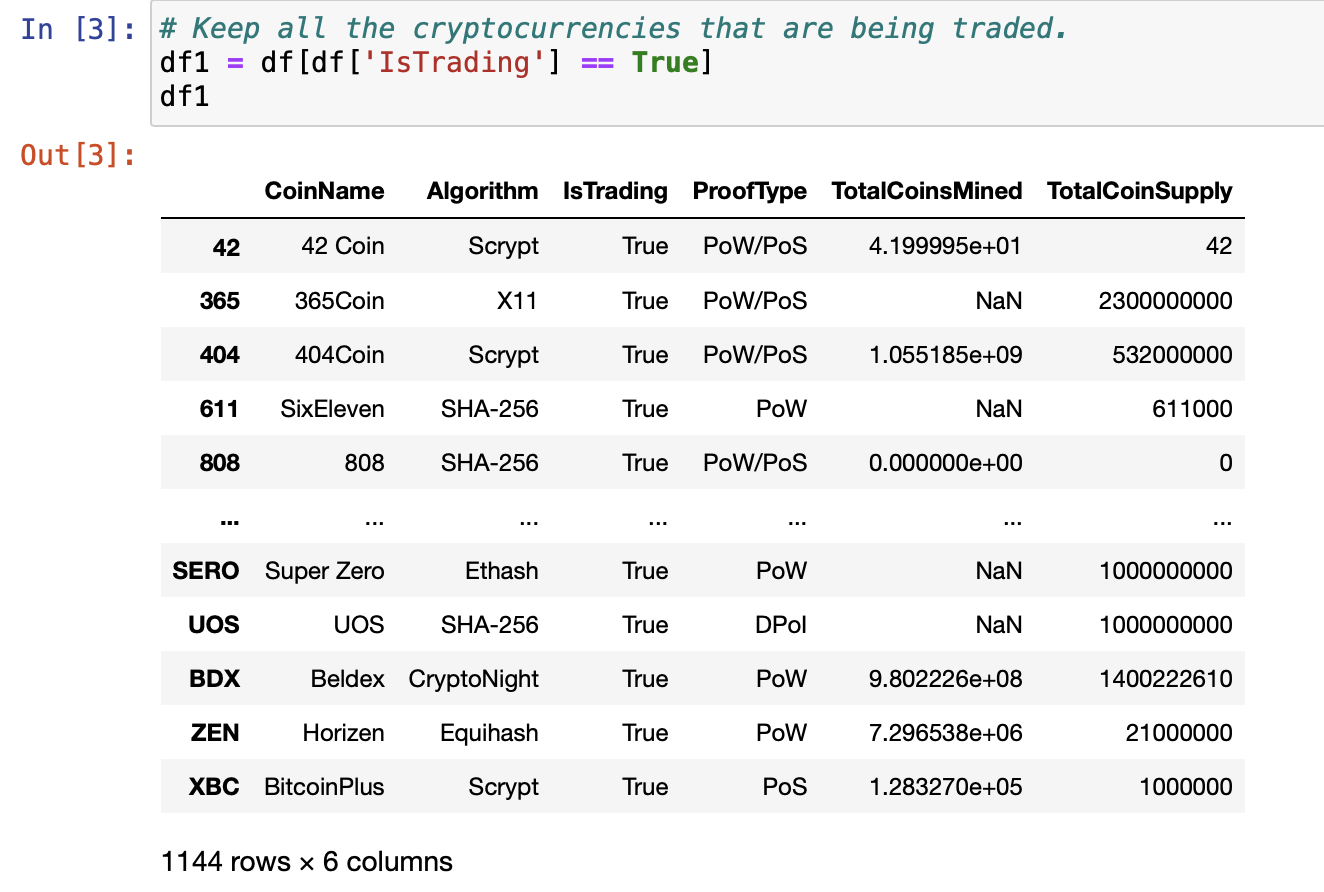 In [3]: # Keep all the cryptocurrencies that are being traded.
df1 = df[df['IsTrading'] == True]
df1
Out[3]:
CoinName Algorithm IsTrading ProofType TotalCoinsMined TotalCoinSupply
42 42 Coin Scrypt True PoW/PoS 4.199995e+01 42
365 365Coin X11 True PoW/PoS NaN 2300000000
404 404Coin Scrypt True PoW/PoS 1.055185e+09 532000000
611 SixEleven SHA-256 True PoW NaN 611000
808 808 SHA-256 True PoW/PoS 0.000000e+00 0
... ... ... ... ... ... ...
SERO Super Zero Ethash True PoW NaN 1000000000
UOS UOS SHA-256 True DPoI NaN 1000000000
BDX Beldex CryptoNight True PoW 9.802226e+08 1400222610
ZEN Horizen Equihash True PoW 7.296538e+06 21000000
XBC BitcoinPlus Scrypt True PoS 1.283270e+05 1000000
1144 rows × 6 columns